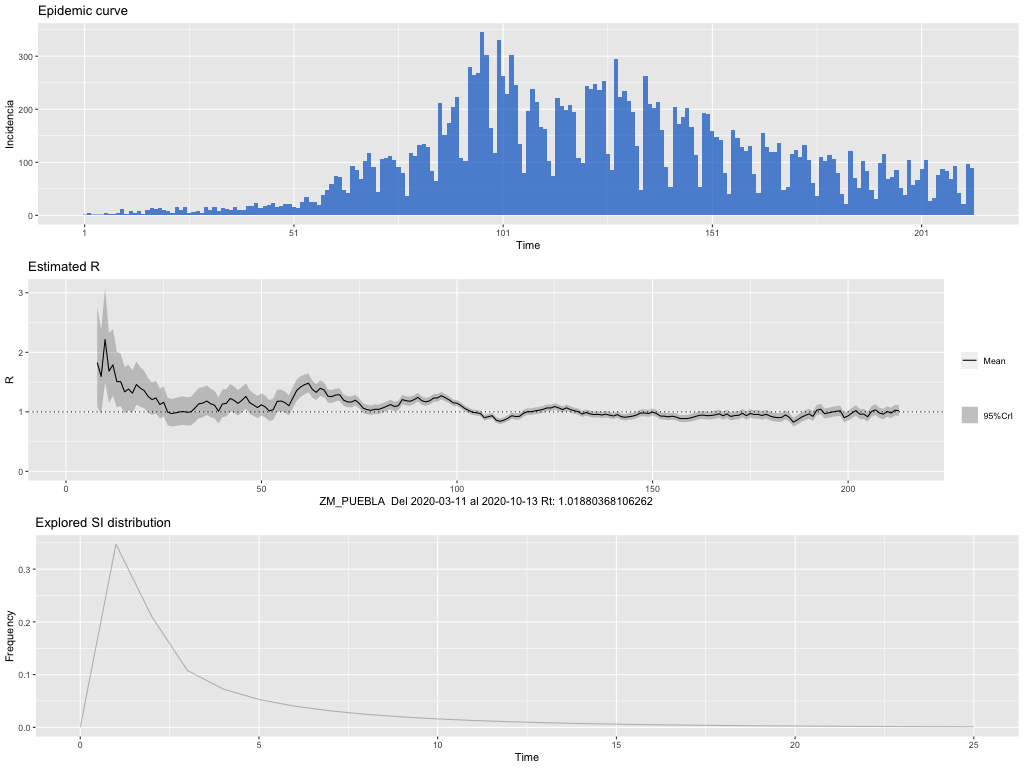 Epidemic curve
300
200
100
0
Incidencia
1 51 101 151 201
Time
Estimated R
3
2
1
0
R
Mean
95%CrI
0 50 100 150 200
ZM_PUEBLA Del 2020-03-11 al 2020-10-13 Rt: 1.01880368106262
Explored SI distribution
0.3
0.2
0.1
0.0
Frequency
0 5 10 15 20 25
Time